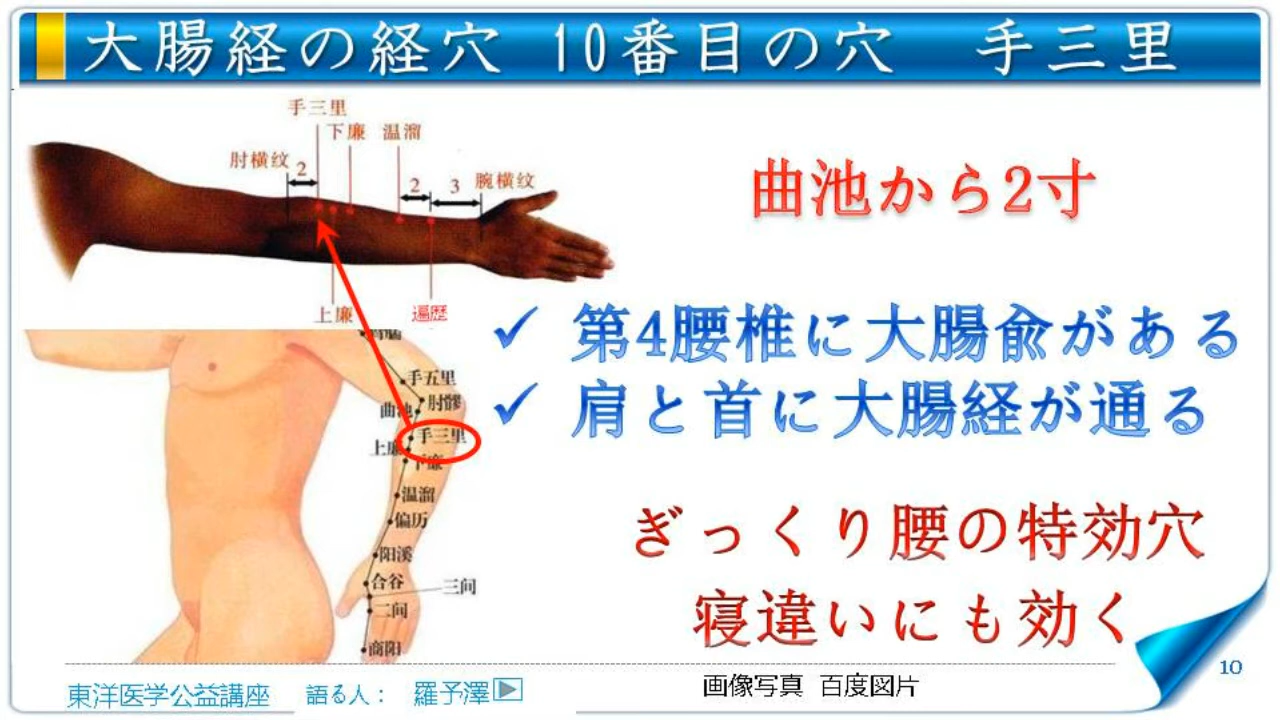 大腸経の経穴 10番目の穴 手三里
手三里
下廉 温溜
肘横纹 2
2 3 腕横纹
上廉 遍歴
曲池から2寸
第4腰椎に大腸兪がある
肩と首に大腸経が通る
ぎっくり腰の特効穴
寝違いにも効く
手五里
曲池 肘髎
手三里
上廉
下廉
温溜
偏历
阳溪
合谷 三间
二间
商阳
東洋医学公益講座 語る人: 羅予澤
画像写真 百度図片
10